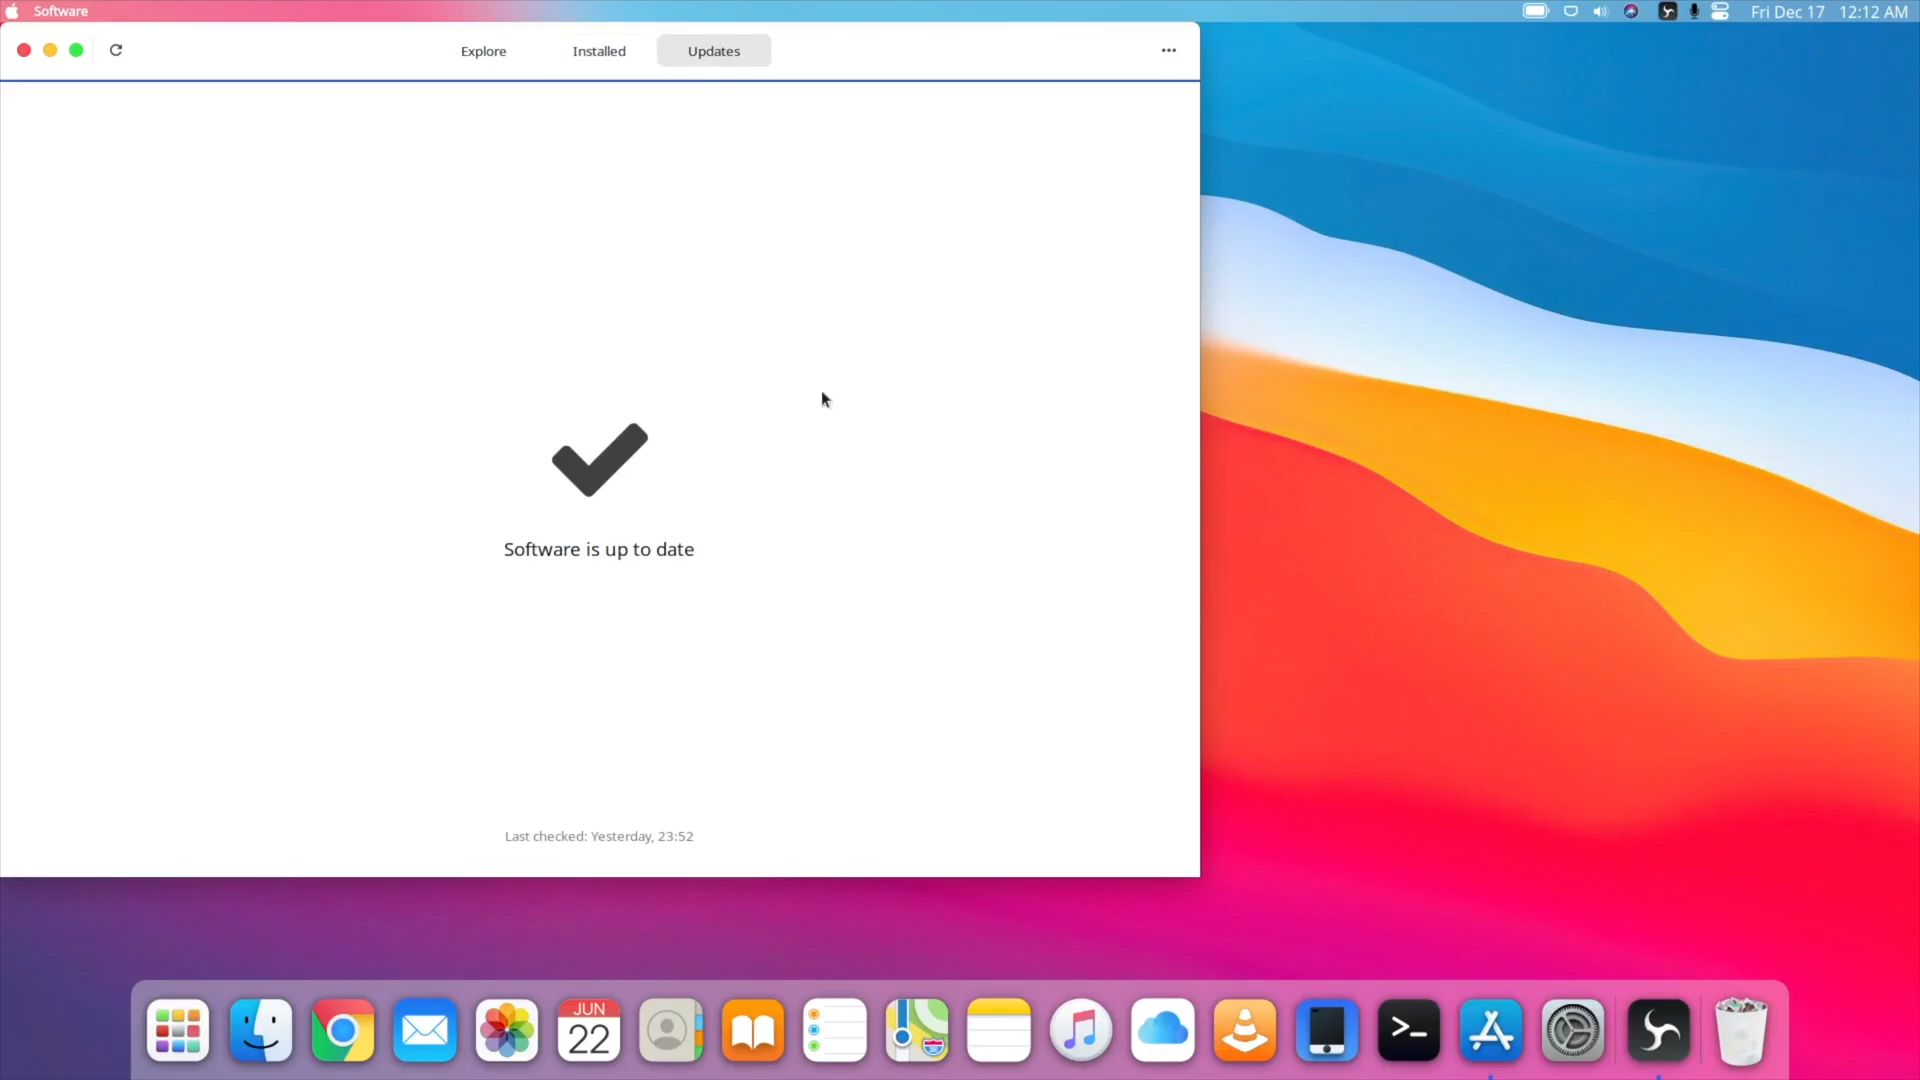 Software
Fri Dec 17 12:12 AM
Explore
Installed
Updates
Software is up to date
Last checked: Yesterday, 23:52
JUN
22
>_